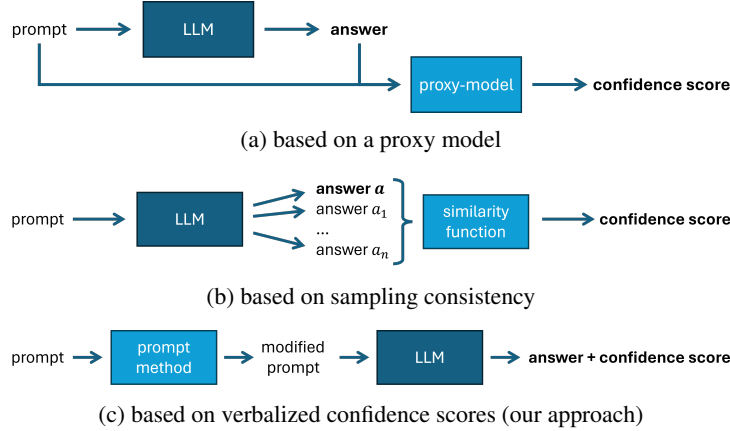 prompt LLM answer
proxy-model confidence score
(a) based on a proxy model
answer a
answer a₁
...
answer aₙ
prompt LLM similarity function confidence score
(b) based on sampling consistency
prompt prompt method modified prompt LLM answer + confidence score
(c) based on verbalized confidence scores (our approach)